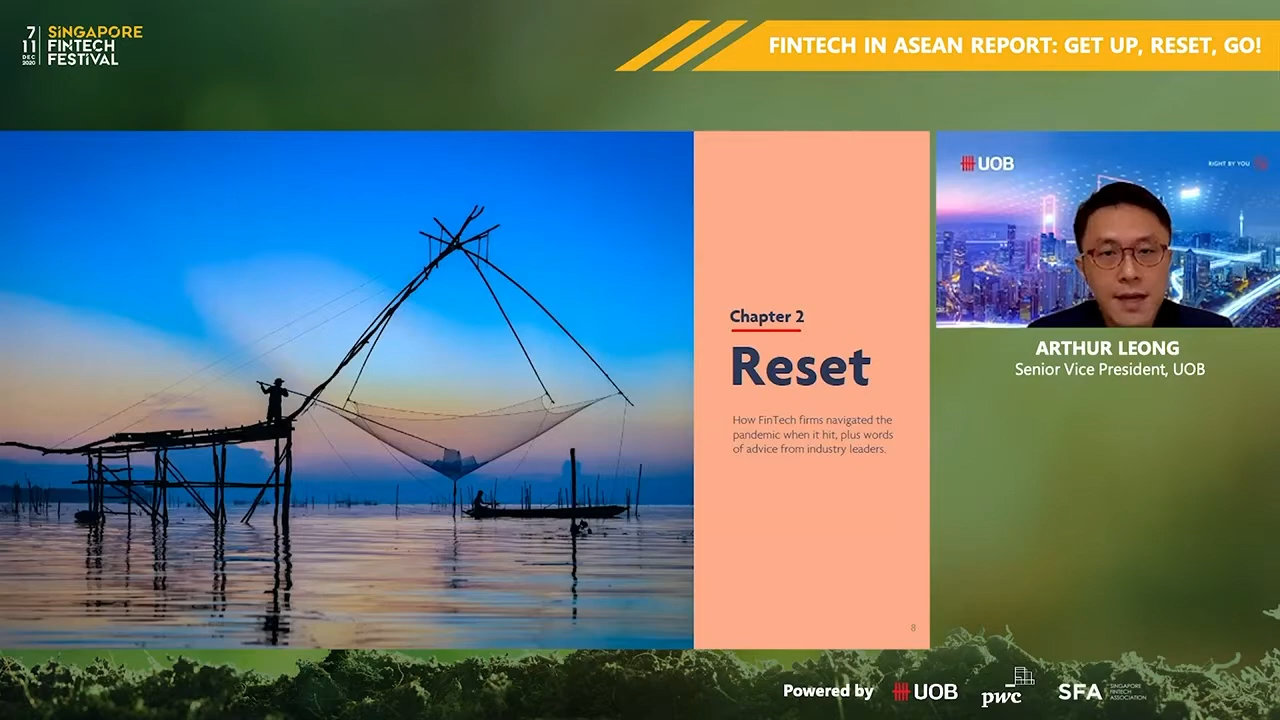 7
11
DEC
2020
SINGAPORE
FINTECH
FESTIVAL
FINTECH IN ASEAN REPORT: GET UP, RESET, GO!
UOB
RIGHT BY YOU
Chapter 2
Reset
How FinTech firms navigated the
pandemic when it hit, plus words
of advice from industry leaders.
8
ARTHUR LEONG
Senior Vice President, UOB
Powered by
UOB
pwc
SFA
SINGAPORE
FINTECH
ASSOCIATION